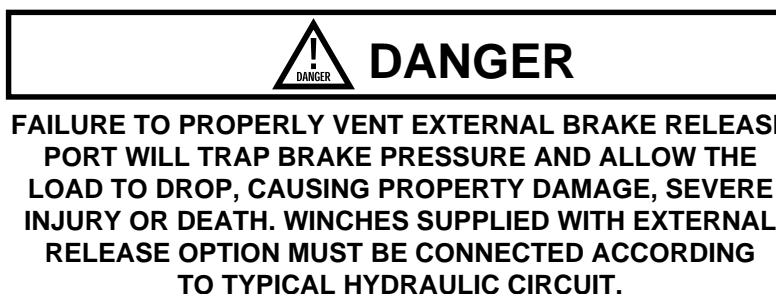 DANGER
DANGER
FAILURE TO PROPERLY VENT EXTERNAL BRAKE RELEAS
PORT WILL TRAP BRAKE PRESSURE AND ALLOW THE
LOAD TO DROP, CAUSING PROPERTY DAMAGE, SEVERE
INJURY OR DEATH. WINCHES SUPPLIED WITH EXTERNAL
RELEASE OPTION MUST BE CONNECTED ACCORDING
TO TYPICAL HYDRAULIC CIRCUIT.